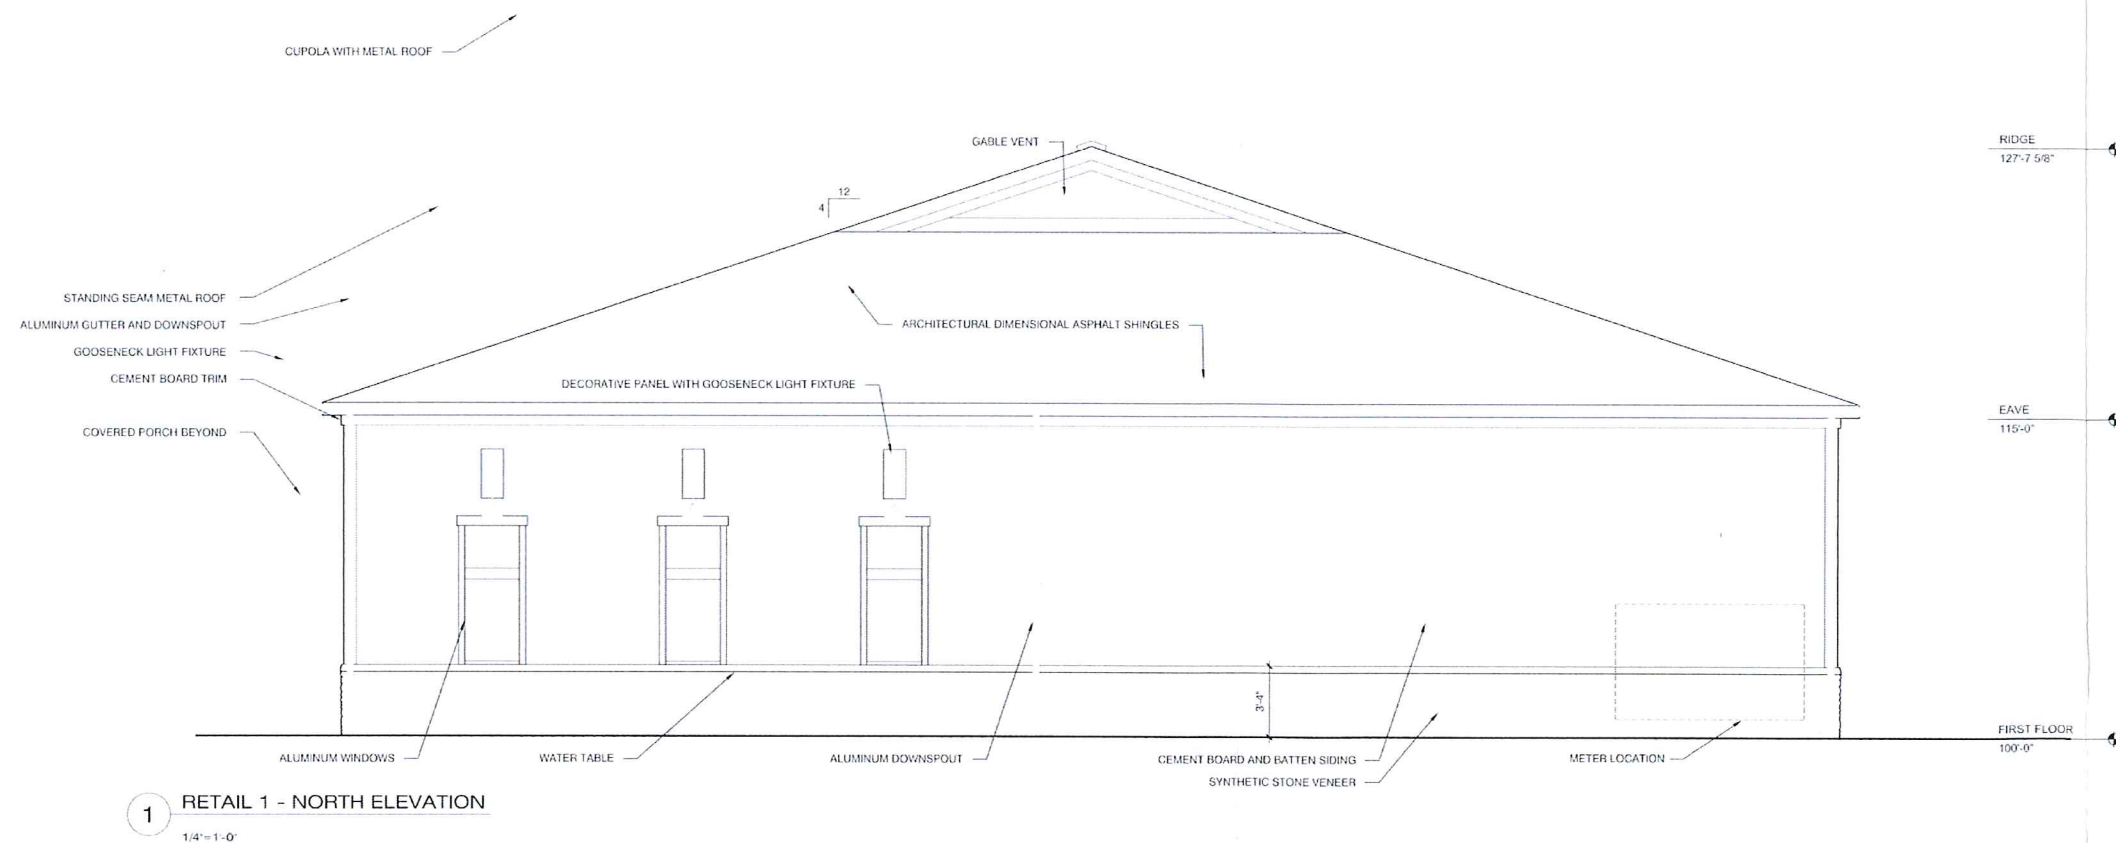 CUPOLA WITH METAL ROOF
GABLE VENT
RIDGE
127'-7 5/8"
12
4
STANDING SEAM METAL ROOF
ALUMINUM GUTTER AND DOWNSPOUT
ARCHITECTURAL DIMENSIONAL ASPHALT SHINGLES
GOOSENECK LIGHT FIXTURE
CEMENT BOARD TRIM
DECORATIVE PANEL WITH GOOSENECK LIGHT FIXTURE
EAVE
115'-0"
COVERED PORCH BEYOND
3'-4"
FIRST FLOOR
100'-0"
ALUMINUM WINDOWS
WATER TABLE
ALUMINUM DOWNSPOUT
CEMENT BOARD AND BATTEN SIDING
METER LOCATION
SYNTHETIC STONE VENEER
1
RETAIL 1 - NORTH ELEVATION
1/4"=1'-0"